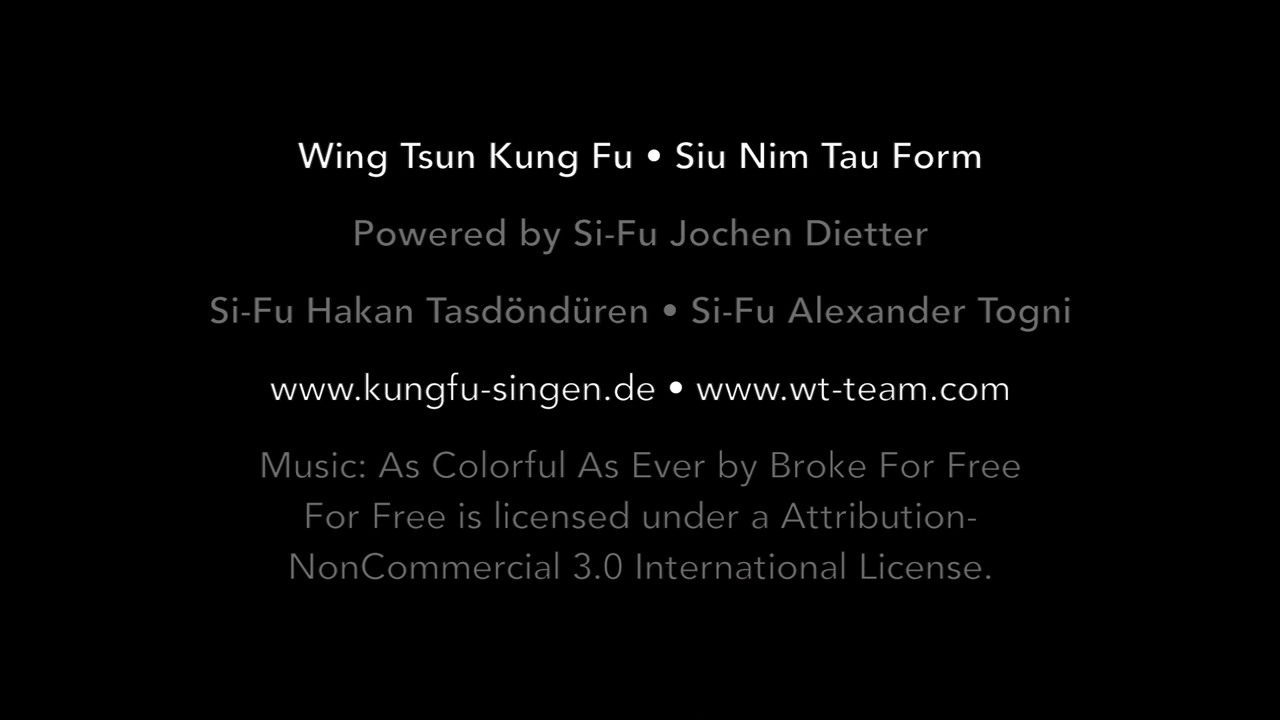 Wing Tsun Kung Fu • Siu Nim Tau Form
Powered by Si-Fu Jochen Dietter
Si-Fu Hakan Tasdöndüren • Si-Fu Alexander Togni
www.kungfu-singen.de • www.wt-team.com
Music: As Colorful As Ever by Broke For Free
For Free is licensed under a Attribution-
NonCommercial 3.0 International License.